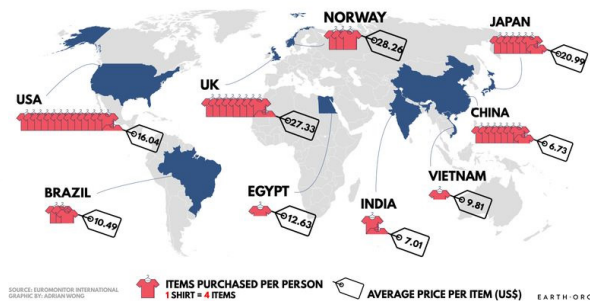 NORWAY
28.26
JAPAN
20.99
USA
16.04
UK
27.33
CHINA
6.73
BRAZIL
10.49
EGYPT
12.63
INDIA
7.01
VIETNAM
9.81
SOURCE: EUROMONITOR INTERNATIONAL
GRAPHIC BY: ADRIAN WONG
ITEMS PURCHASED PER PERSON
1 SHIRT = 4 ITEMS
AVERAGE PRICE PER ITEM (US$)
EARTH.ORG